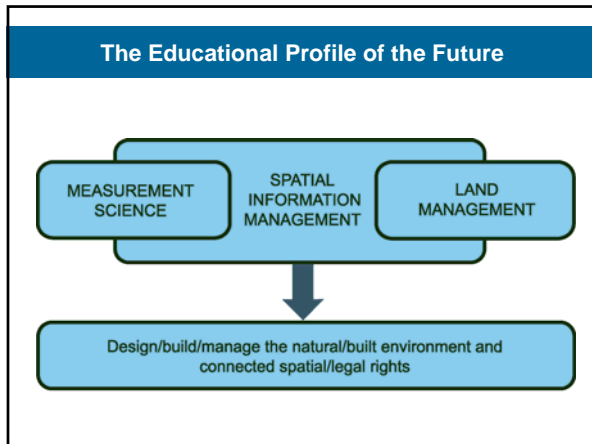 The Educational Profile of the Future
MEASUREMENT
SCIENCE
SPATIAL
INFORMATION
MANAGEMENT
LAND
MANAGEMENT
Design/build/manage the natural/built environment and
connected spatial/legal rights